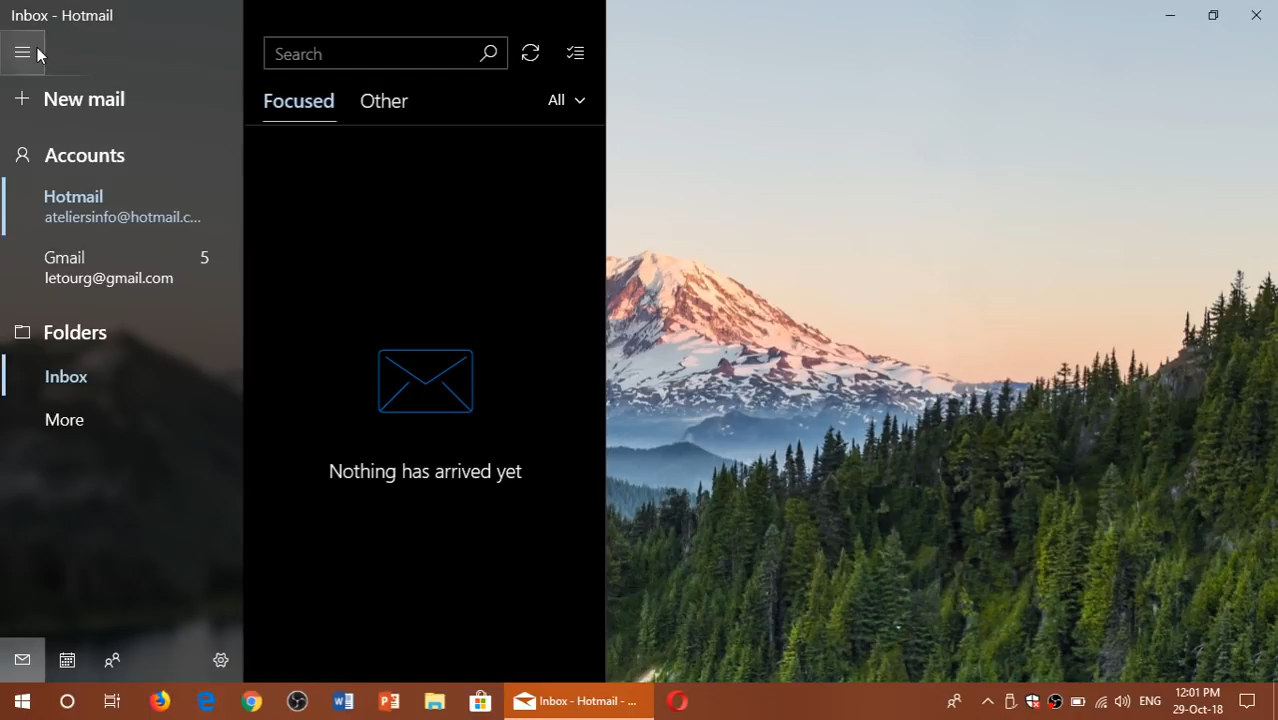 Inbox - Hotmail
New mail
Accounts
Hotmail
ateliersinfo@hotmail.c...
Gmail 5
letourg@gmail.com
Folders
Inbox
More
Search
Focused Other All
Nothing has arrived yet
Inbox - Hotmail - ...
ENG
12:01 PM
29-Oct-18